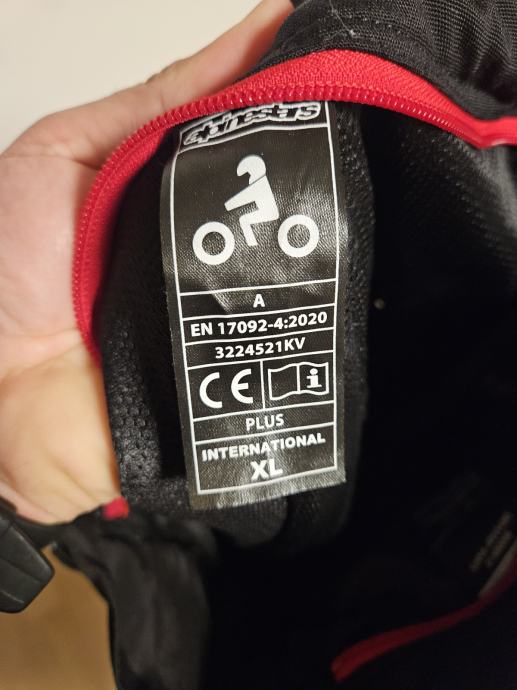 alpinestars
A
EN 17092-4:2020
3224521KV
CE
i
PLUS
INTERNATIONAL
XL